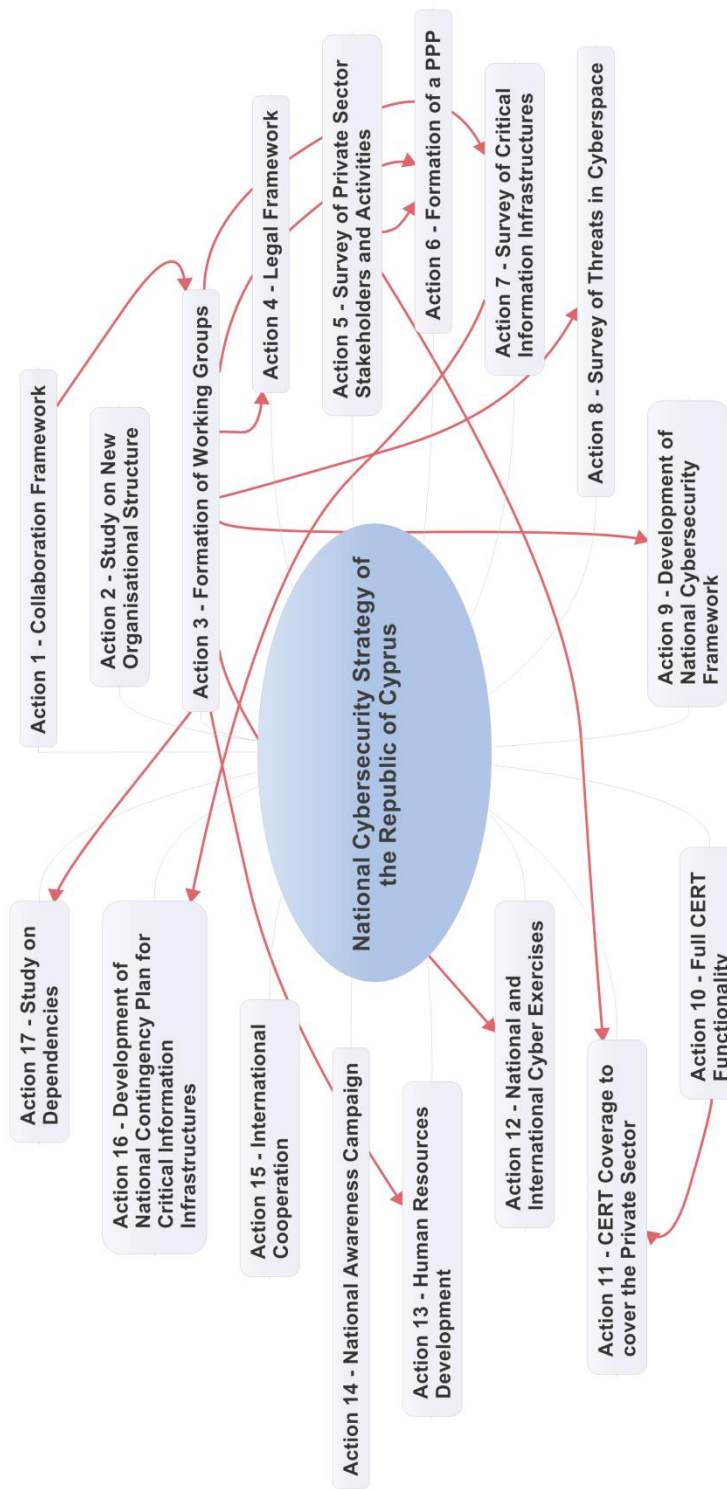 National Cybersecurity Strategy of
the Republic of Cyprus
Action 1 - Collaboration Framework
Action 2 - Study on New
Organisational Structure
Action 3 - Formation of Working Groups
Action 4 - Legal Framework
Action 5 - Survey of Private Sector
Stakeholders and Activities
Action 6 - Formation of a PPP
Action 7 - Survey of Critical
Information Infrastructures
Action 8 - Survey of Threats in Cyberspace
Action 9 - Development of
National Cybersecurity
Framework
Action 10 - Full CERT
Functionality
Action 11 - CERT Coverage to
cover the Private Sector
Action 12 - National and
International Cyber Exercises
Action 13 - Human Resources
Development
Action 14 - National Awareness Campaign
Action 15 - International
Cooperation
Action 16 - Development of
National Contingency Plan for
Critical Information
Infrastructures
Action 17 - Study on
Dependencies